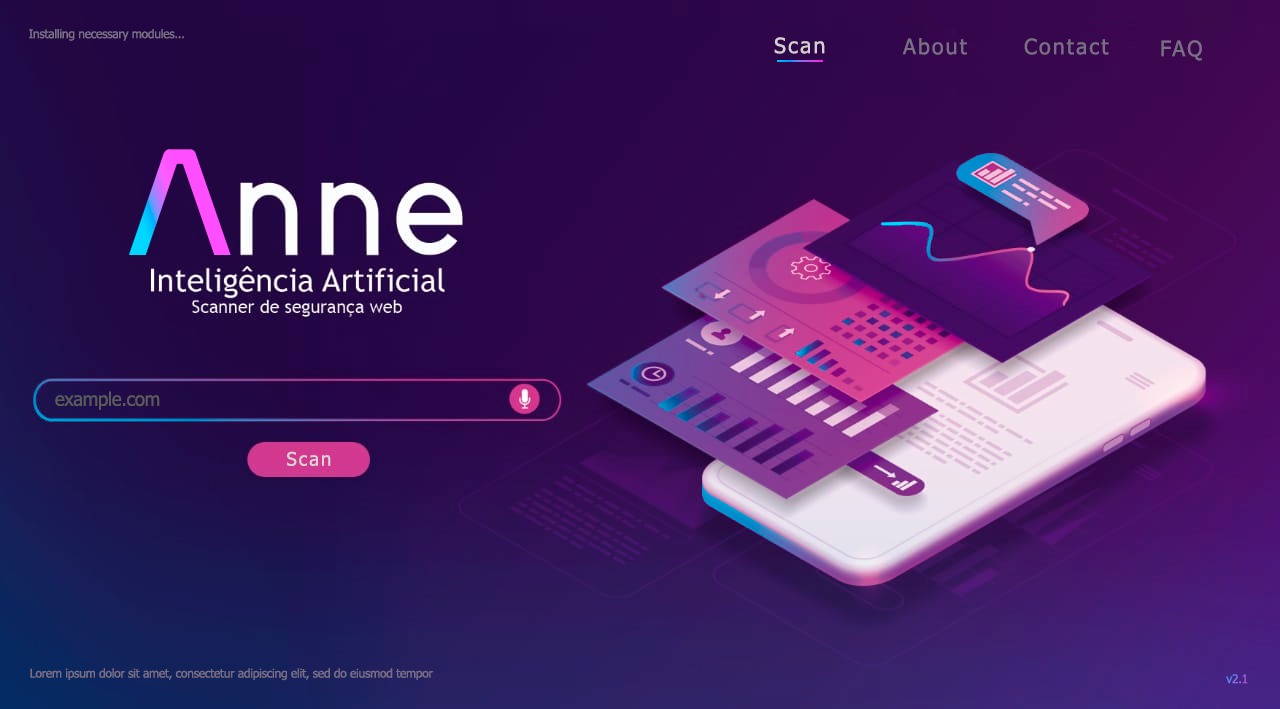 Installing necessary modules...
Scan
About
Contact
FAQ
Anne
Inteligência Artificial
Scanner de segurança web
example.com
Scan
Lorem ipsum dolor sit amet, consectetur adipiscing elit, sed do eiusmod tempor
v2.1